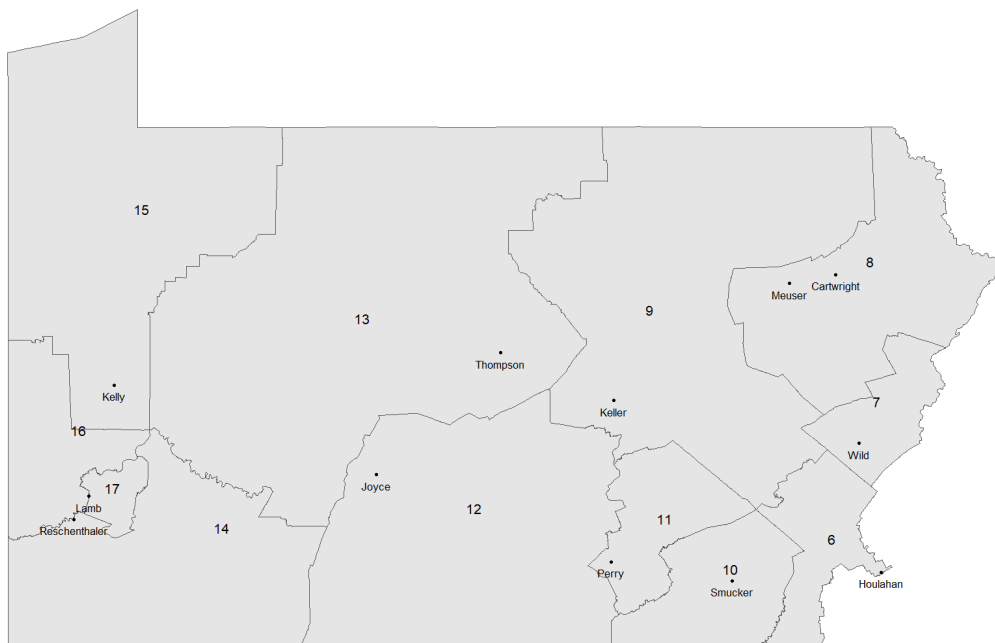 15
8
Meuser
Cartwright
9
13
Thompson
Kelly
Keller
7
16
Wild
Joyce
17
Lamb
12
11
14
Reschenthaler
6
Perry
10
Smucker
Houlahan